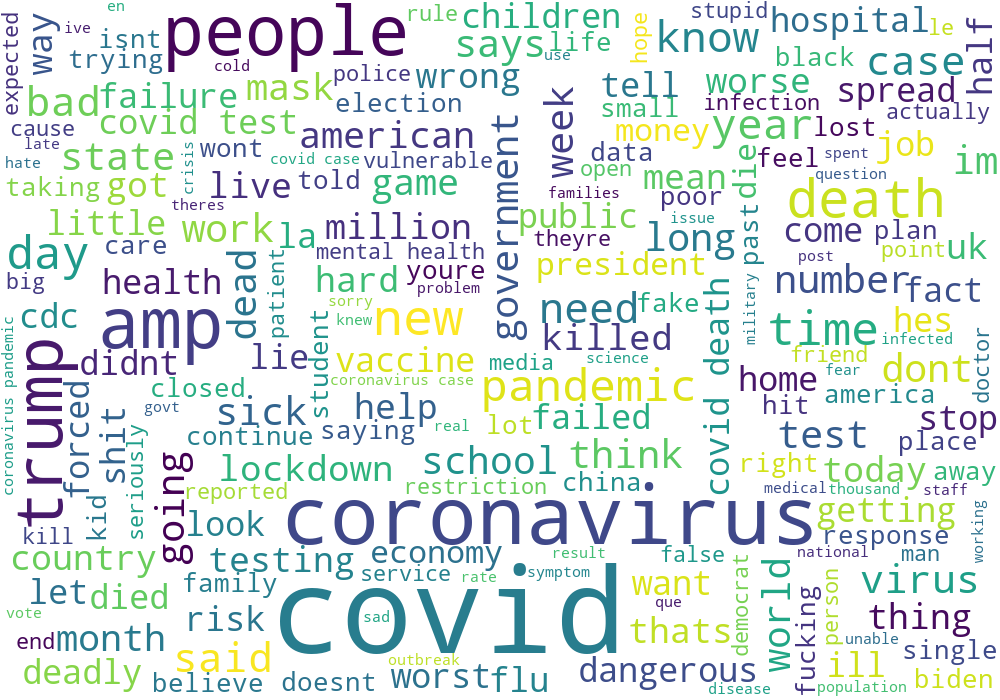 en
ive
people
rule
children
stupid
hospital
le
expected
way
isnt
trying
cold
says
life
hope
know
use
black
case
half
police
wrong
tell
worse
bad
failure
mask
election
week
small
infection
spread
actually
cause
late
covid test
american
government
money
year
lost
job
hate
state
crisis
wont
covid case
vulnerable
data
feel
spent
im
taking
got
live
told
game
open
mean
die
question
theres
families
poor
death
little
work
la
million
public
issue
past
come
plan
day
care
mental health
theyre
long
post
point
uk
big
health
dead
patient
hard
youre
problem
president
military
number
fact
cdc
amp
sorry
knew
new
need
fake
time
hes
killed
infected
trump
didnt
lie
student
vaccine
media
science
covid death
friend
fear
dont
doctor
coronavirus pandemic
forced
shit
closed
govt
coronavirus case
pandemic
home
america
sick
help
real
lot
failed
hit
stop
seriously
continue
saying
test
place
kid
going
lockdown
school
think
right
today
away
reported
restriction
china
medical
thousand
staff
kill
look
coronavirus
getting
country
testing
economy
result
false
national
response
man
working
let
died
family
service
rate
symptom
want
democrat
world
virus
vote
risk
covid
que
fucking
person
thing
end
month
sad
thats
unable
single
said
outbreak
deadly
believe
doesnt
worst
flu
dangerous
disease
ill
population
biden